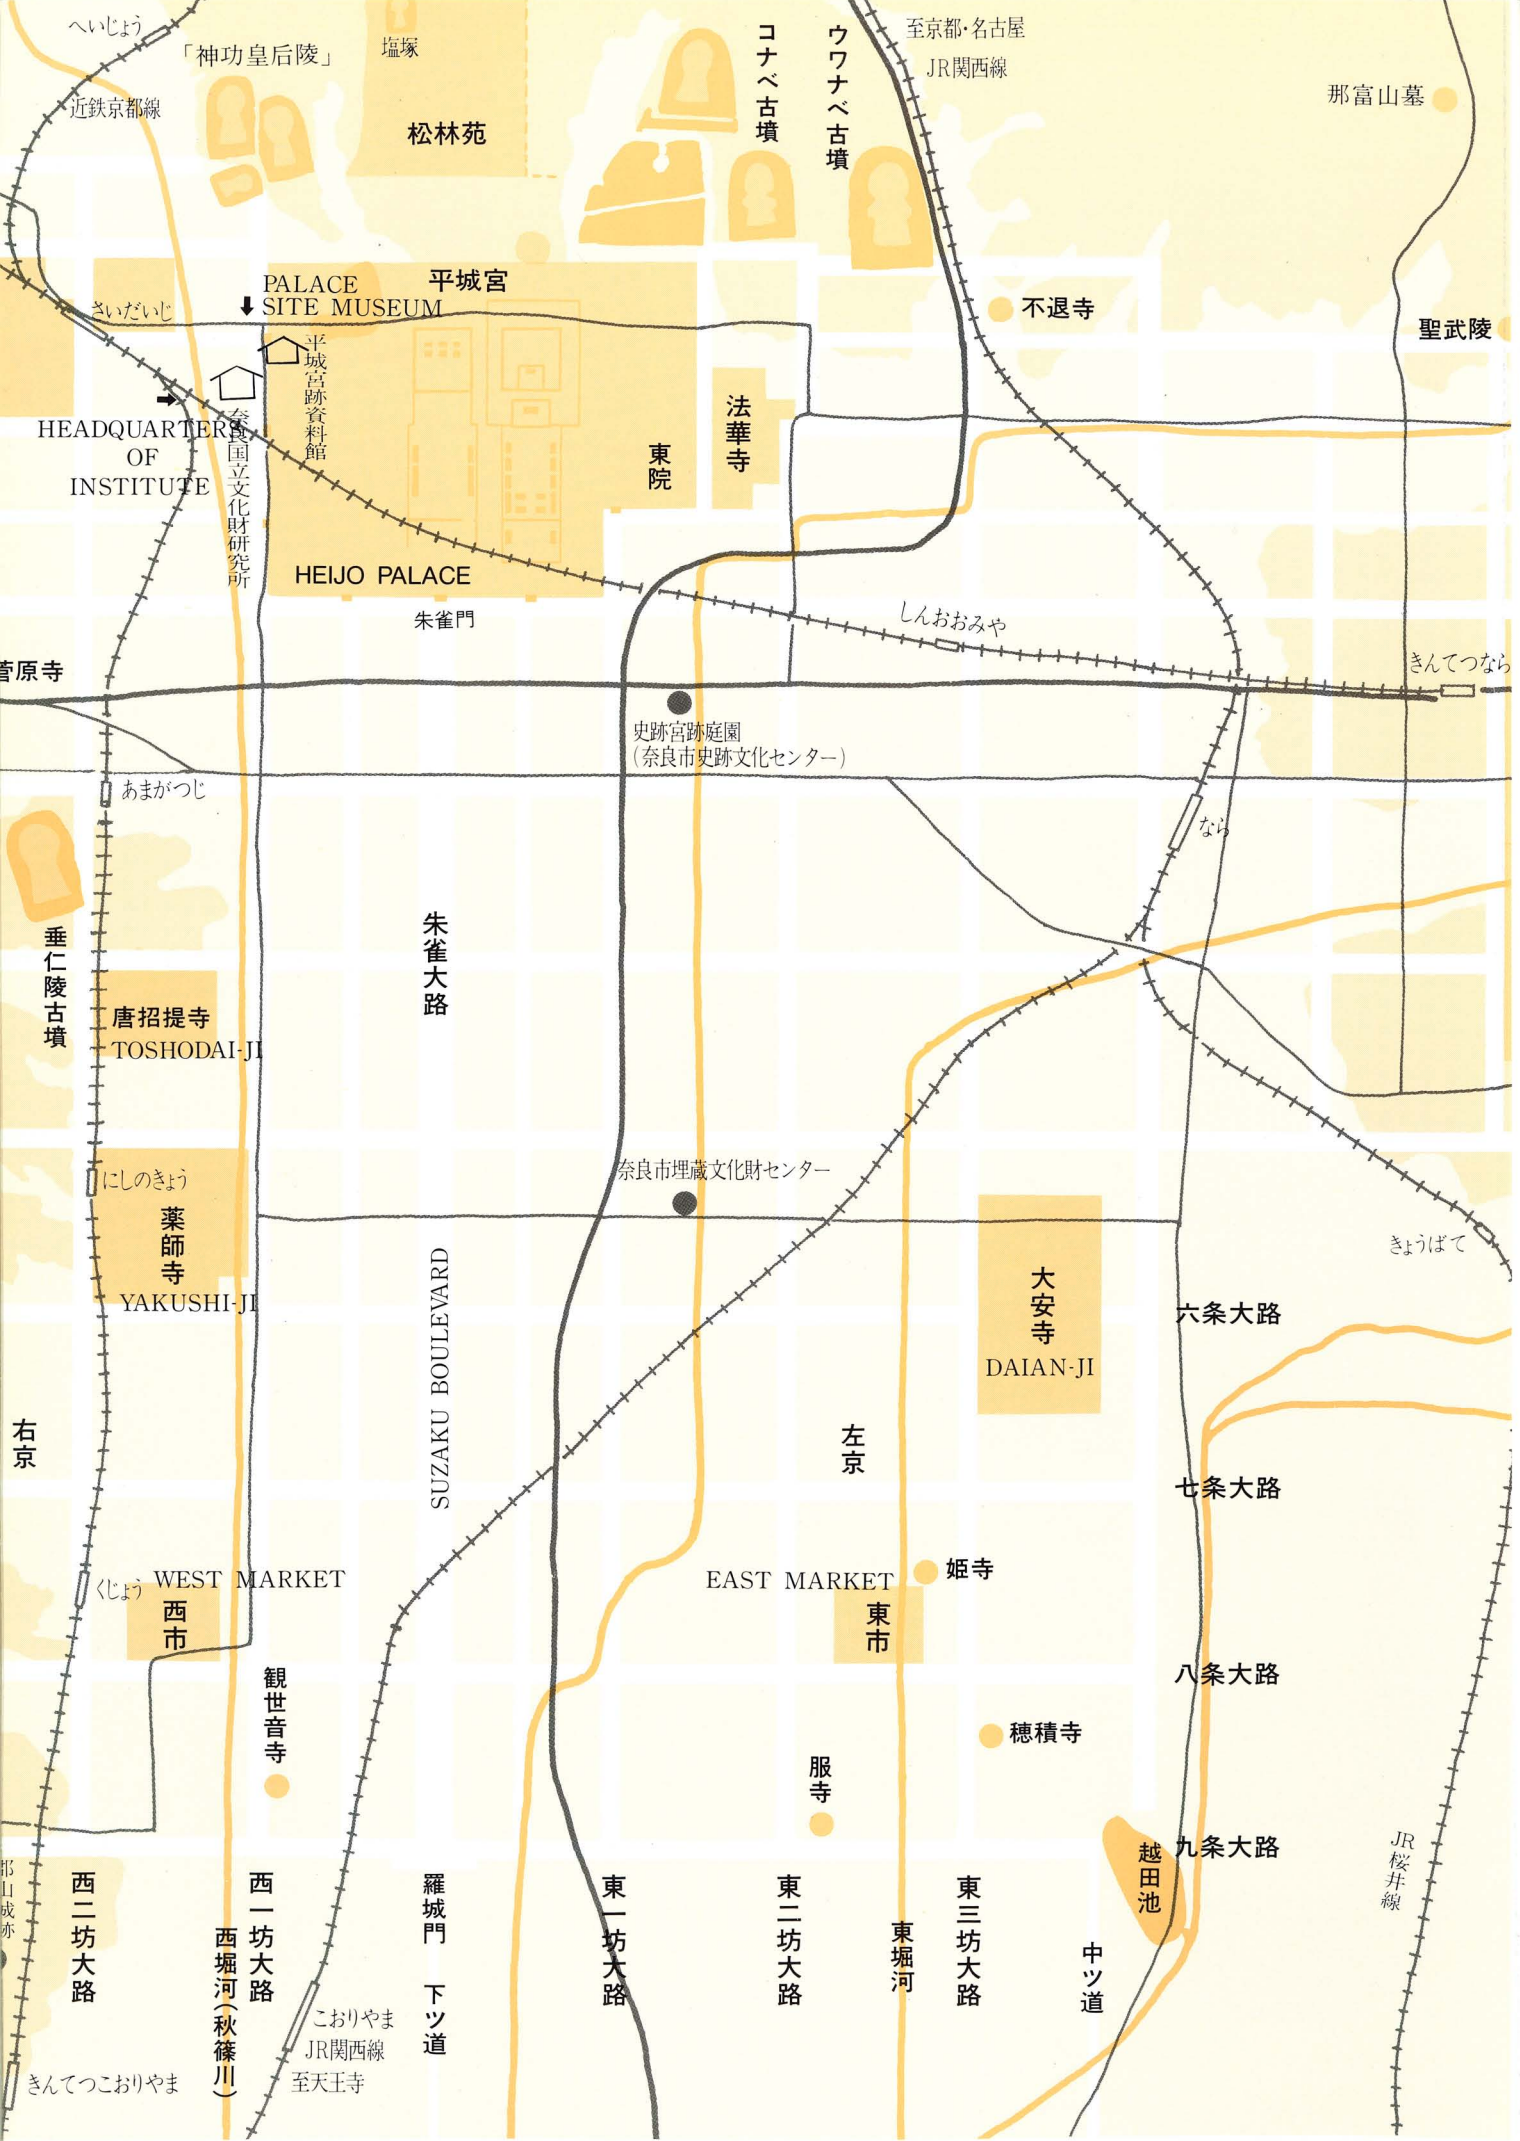 へいじょう
「神功皇后陵」
塩塚
コナベ古墳
ウワナベ古墳
至京都・名古屋
JR関西線
那富山墓
近鉄京都線
松林苑
PALACE
SITE MUSEUM
平城宮
さいだいじ
不退寺
聖武陵
平城宮跡資料館
HEADQUARTERS
OF
INSTITUTE
奈良国立文化財研究所
法華寺
東院
HEIJO PALACE
朱雀門
しんおおみや
菅原寺
きんてつなら
史跡宮跡庭園
(奈良市史跡文化センター)
あまがつじ
なら
垂仁陵古墳
朱雀大路
唐招提寺
TOSHODAI-JI
奈良市埋蔵文化財センター
にしのきょう
薬師寺
YAKUSHI-JI
SUZAKU BOULEVARD
大安寺
DAIAN-JI
きょうばて
六条大路
右京
左京
七条大路
くじょう
WEST MARKET
西市
EAST MARKET
東市
姫寺
観世音寺
八条大路
穂積寺
服寺
越田池
九条大路
JR桜井線
郡山城跡
西二坊大路
西堀河(秋篠川)
西一坊大路
羅城門
下ツ道
東一坊大路
東二坊大路
東堀河
東三坊大路
中ツ道
こおりやま
JR関西線
至天王寺
きんてつこおりやま